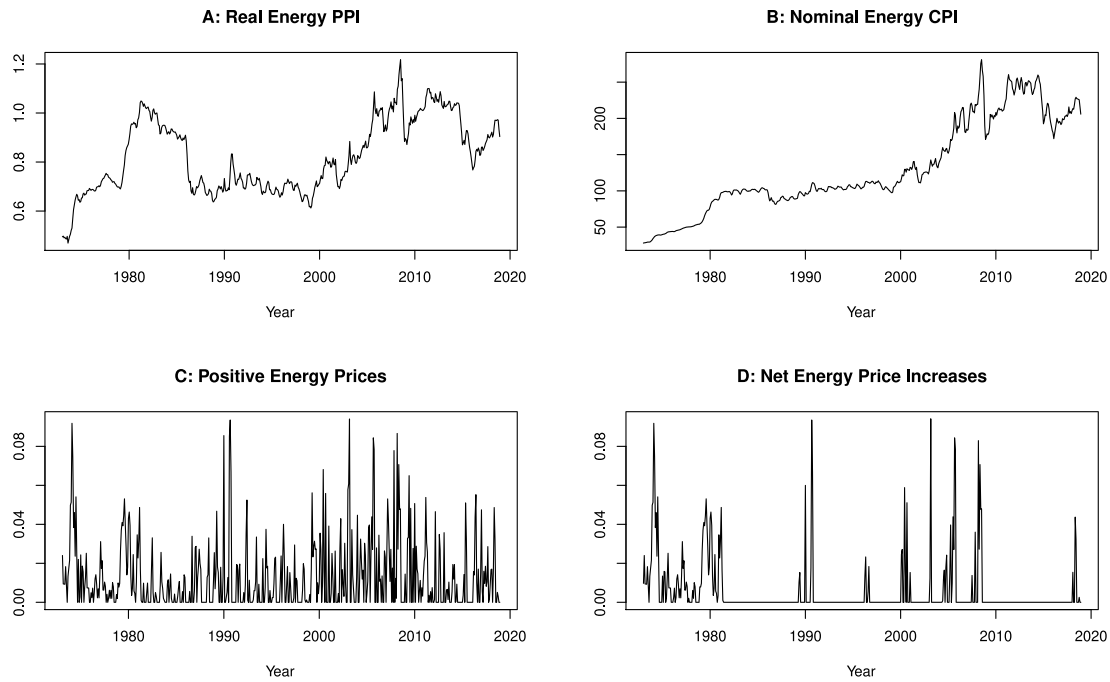 A: Real Energy PPI
1.2
1.0
0.8
0.6
1980 1990 2000 2010 2020
Year
B: Nominal Energy CPI
200
100
50
1980 1990 2000 2010 2020
Year
C: Positive Energy Prices
0.08
0.04
0.00
1980 1990 2000 2010 2020
Year
D: Net Energy Price Increases
0.08
0.04
0.00
1980 1990 2000 2010 2020
Year